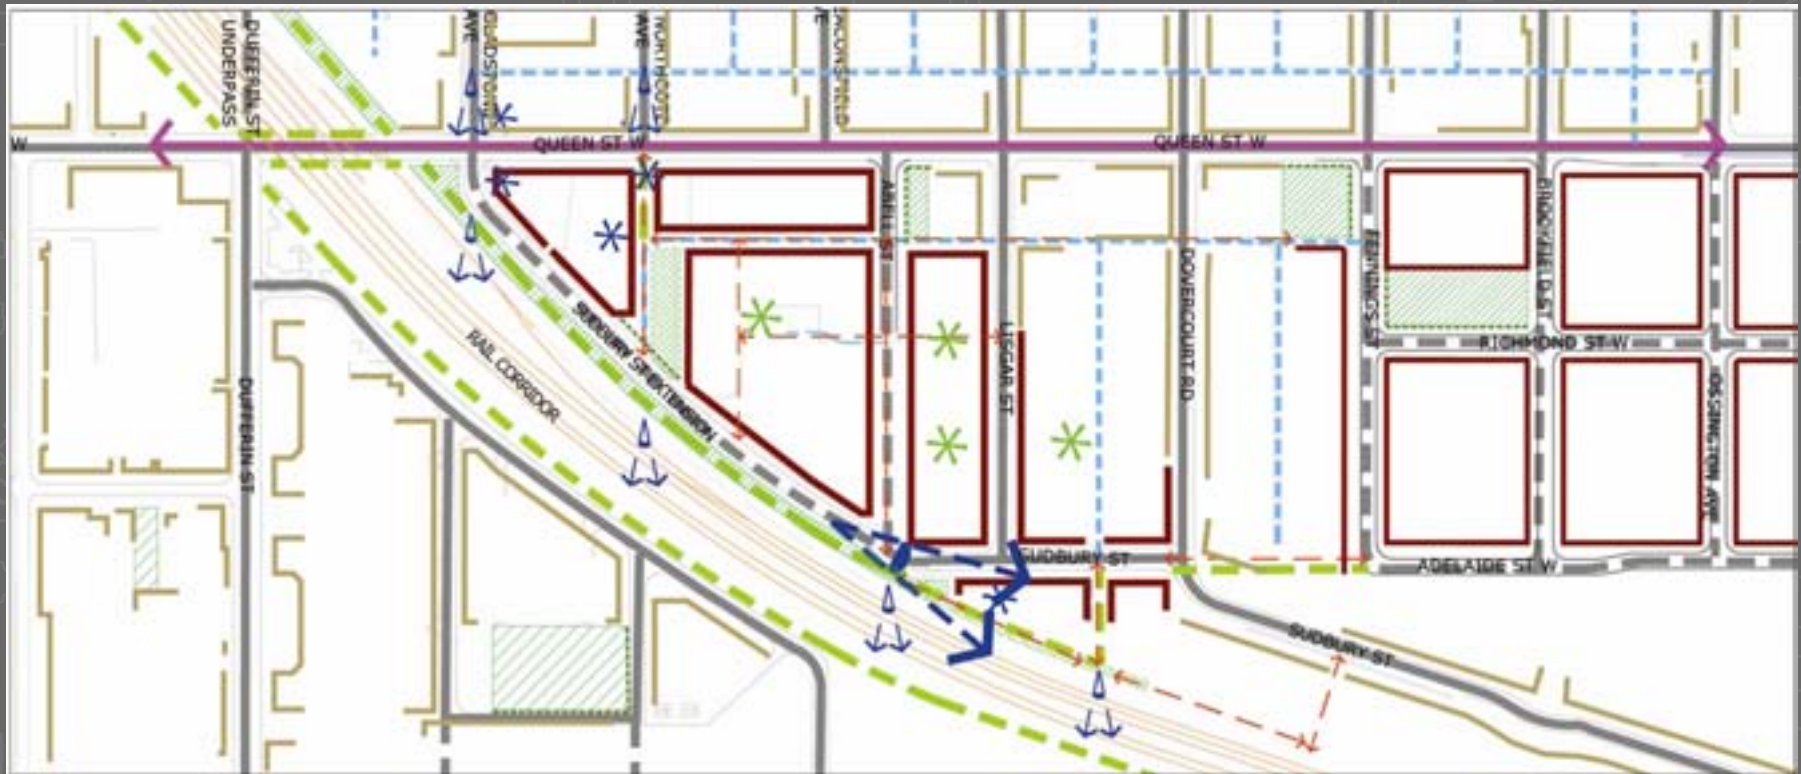 DUFFERIN ST
UNDERPASS
AVE
GLADSTONE
AVE
NORTHCOTE
BEACONSFIELD
W
QUEEN ST W
QUEEN ST W
ABELL ST
LISGAR ST
DOVERCOURT RD
FENNINGS ST
BROOKFIELD ST
RICHMOND ST W
OSSINGTON AVE
SUDBURY ST EXTENSION
RAIL CORRIDOR
DUFFERIN ST
SUDBURY ST
ADELAIDE ST W
SUDBURY ST